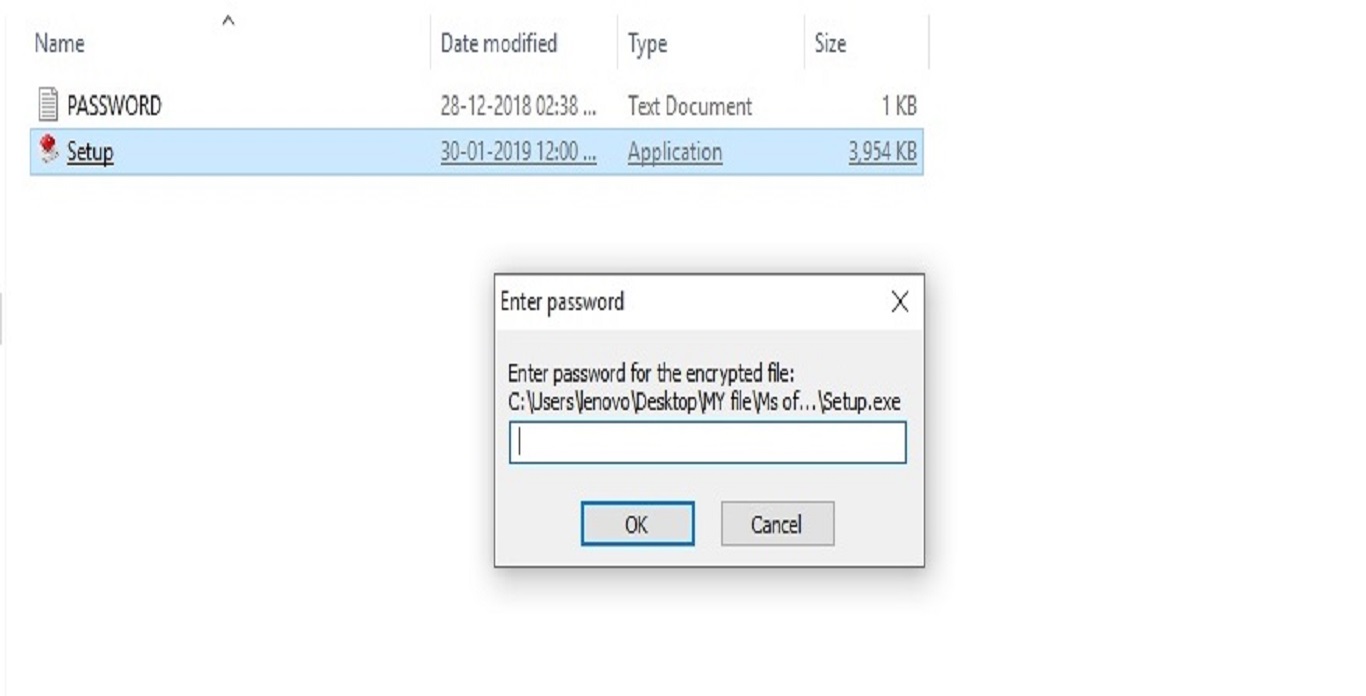 Name Date modified Type Size
PASSWORD 28-12-2018 02:38 ... Text Document 1 KB
Setup 30-01-2019 12:00 ... Application 3,954 KB
Enter password
Enter password for the encrypted file:
C:\Users\lenovo\Desktop\MY file\Ms of...\Setup.exe
OK Cancel